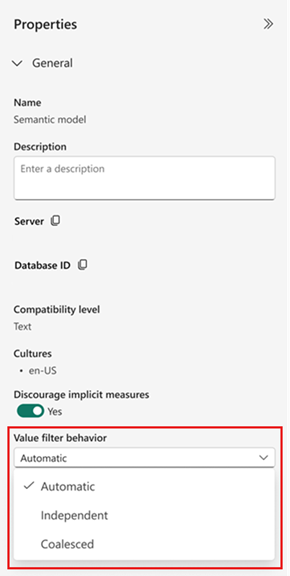 Properties
General
Name
Semantic model
Description
Enter a description
Server
Database ID
Compatibility level
Text
Cultures
• en-US
Discourage implicit measures
Yes
Value filter behavior
Automatic
Automatic
Independent
Coalesced